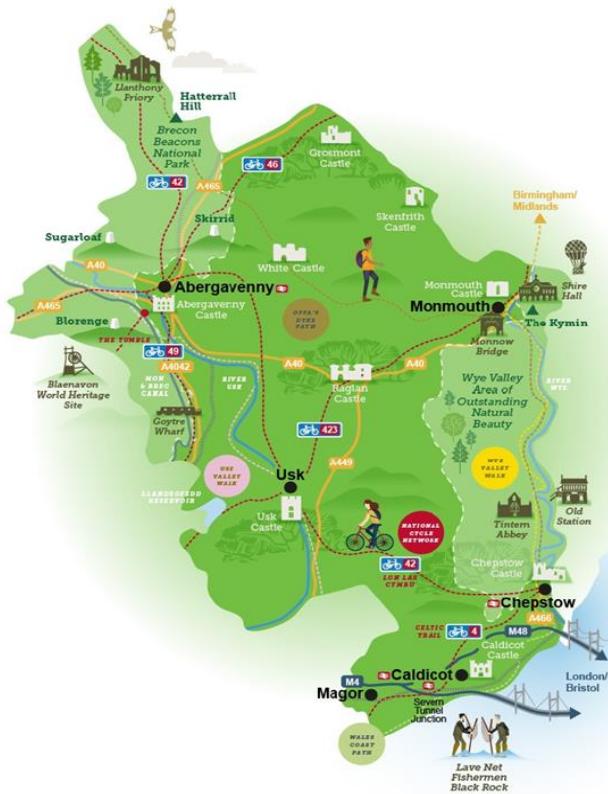 Llanthony
Priory
Hatterrall
Hill
Brecon
Beacons
National
Park
42
A465
46
Grosmont
Castle
Skenfrith
Castle
Birmingham/
Midlands
Sugarloaf
Skirrid
White Castle
Monmouth
Castle
Shire
Hall
A40
Abergavenny
Abergavenny
Castle
OFFA'S
DYKE
PATH
Monmouth
The Kymin
A465
Blorenge
THE TUMBLE
Monnow
Bridge
49
A4042
A40
A40
Raglan
Castle
Blaenavon
World Heritage
Site
MON
& BREC
CANAL
RIVER
USK
Wye Valley
Area of
Outstanding
Natural
Beauty
RIVER
WYE
Goytre
Wharf
423
A449
USK
VALLEY
WALK
Usk
WYE
VALLEY
WALK
LLANDEGFEDD
RESERVOIR
Usk
Castle
Tintern
Abbey
Old
Station
NATIONAL
CYCLE
NETWORK
42
LON LAS
CYMRU
Chepstow
Castle
Chepstow
A466
CELTIC
TRAIL
4
M48
Caldicot
Castle
Caldicot
London/
Bristol
M4
Magor
Severn
Tunnel
Junction
WALES
COAST
PATH
Lave Net
Fishermen
Black Rock